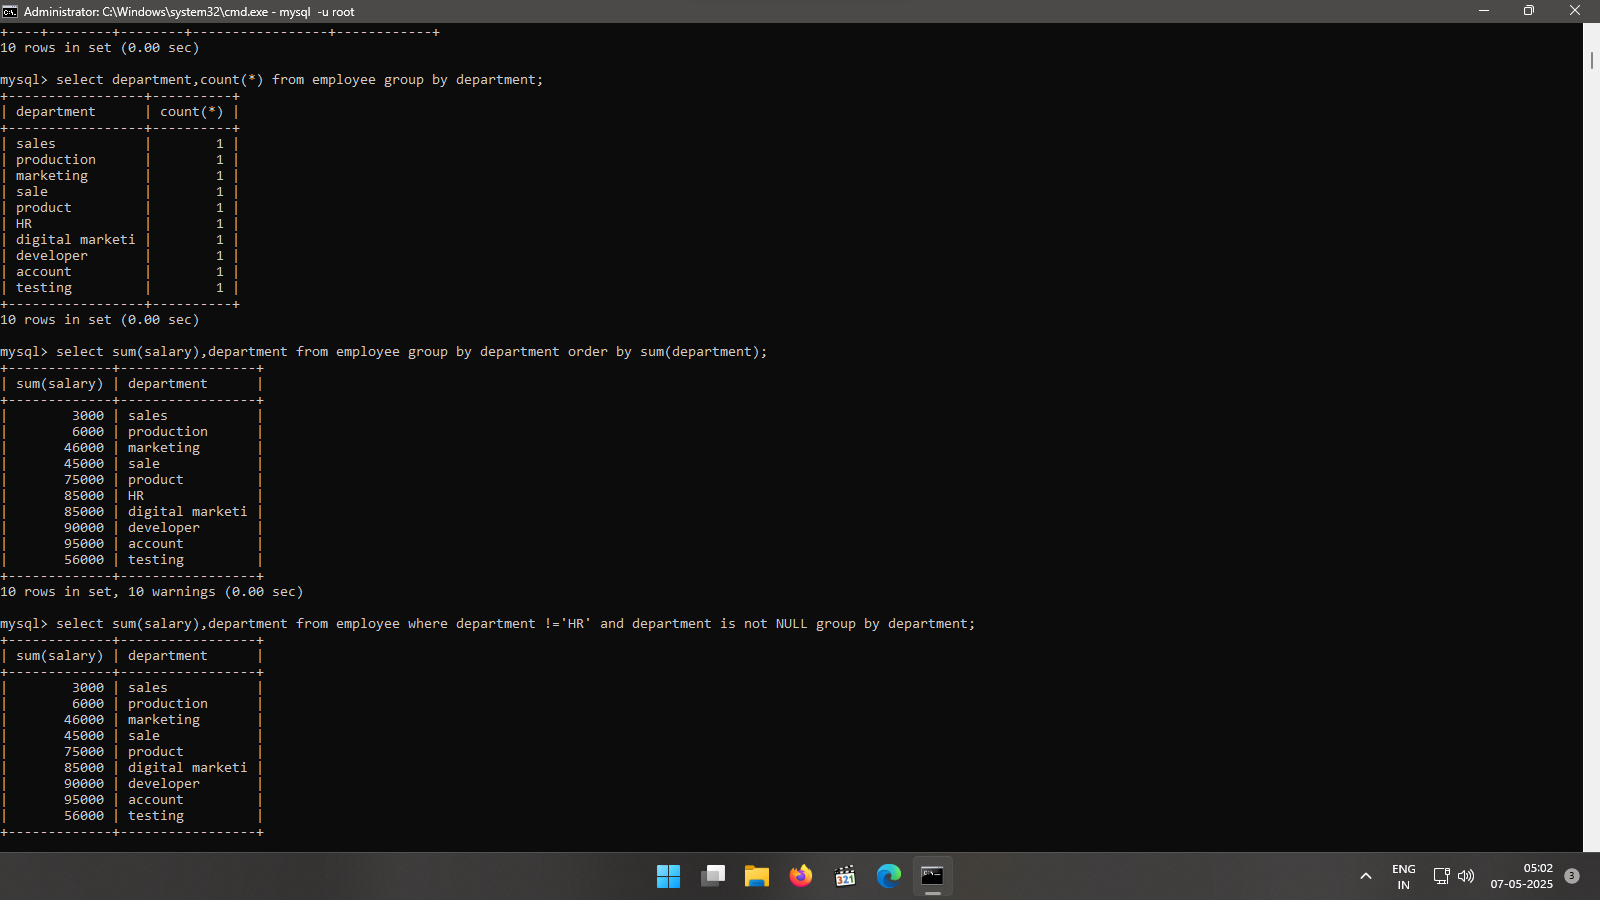 Administrator: C:\Windows\system32\cmd.exe - mysql  -u root
+----+--------+--------+-----------------+------------+
10 rows in set (0.00 sec)
mysql> select department,count(*) from employee group by department;
+-----------------+----------+
| department      | count(*) |
+-----------------+----------+
| sales           |        1 |
| production      |        1 |
| marketing       |        1 |
| sale            |        1 |
| product         |        1 |
| HR              |        1 |
| digital marketi |        1 |
| developer       |        1 |
| account         |        1 |
| testing         |        1 |
+-----------------+----------+
10 rows in set (0.00 sec)
mysql> select sum(salary),department from employee group by department order by sum(department);
+-------------+-----------------+
| sum(salary) | department      |
+-------------+-----------------+
|        3000 | sales           |
|        6000 | production      |
|       46000 | marketing       |
|       45000 | sale            |
|       75000 | product         |
|       85000 | HR              |
|       85000 | digital marketi |
|       90000 | developer       |
|       95000 | account         |
|       56000 | testing         |
+-------------+-----------------+
10 rows in set, 10 warnings (0.00 sec)
mysql> select sum(salary),department from employee where department !='HR' and department is not NULL group by department;
+-------------+-----------------+
| sum(salary) | department      |
+-------------+-----------------+
|        3000 | sales           |
|        6000 | production      |
|       46000 | marketing       |
|       45000 | sale            |
|       75000 | product         |
|       85000 | digital marketi |
|       90000 | developer       |
|       95000 | account         |
|       56000 | testing         |
+-------------+-----------------+
321
ENG
IN
05:02
07-05-2025
3